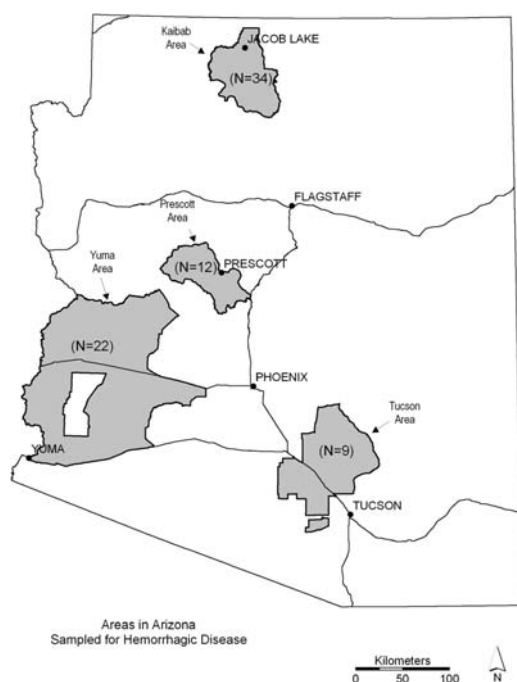 Kaibab
Area
JACOB LAKE
(N=34)
FLAGSTAFF
Prescott
Area
(N=12)
PRESCOTT
Yuma
Area
(N=22)
PHOENIX
Tucson
Area
YUMA
(N=9)
TUCSON
Areas in Arizona
Sampled for Hemorrhagic Disease
Kilometers
0 25 50 100
N